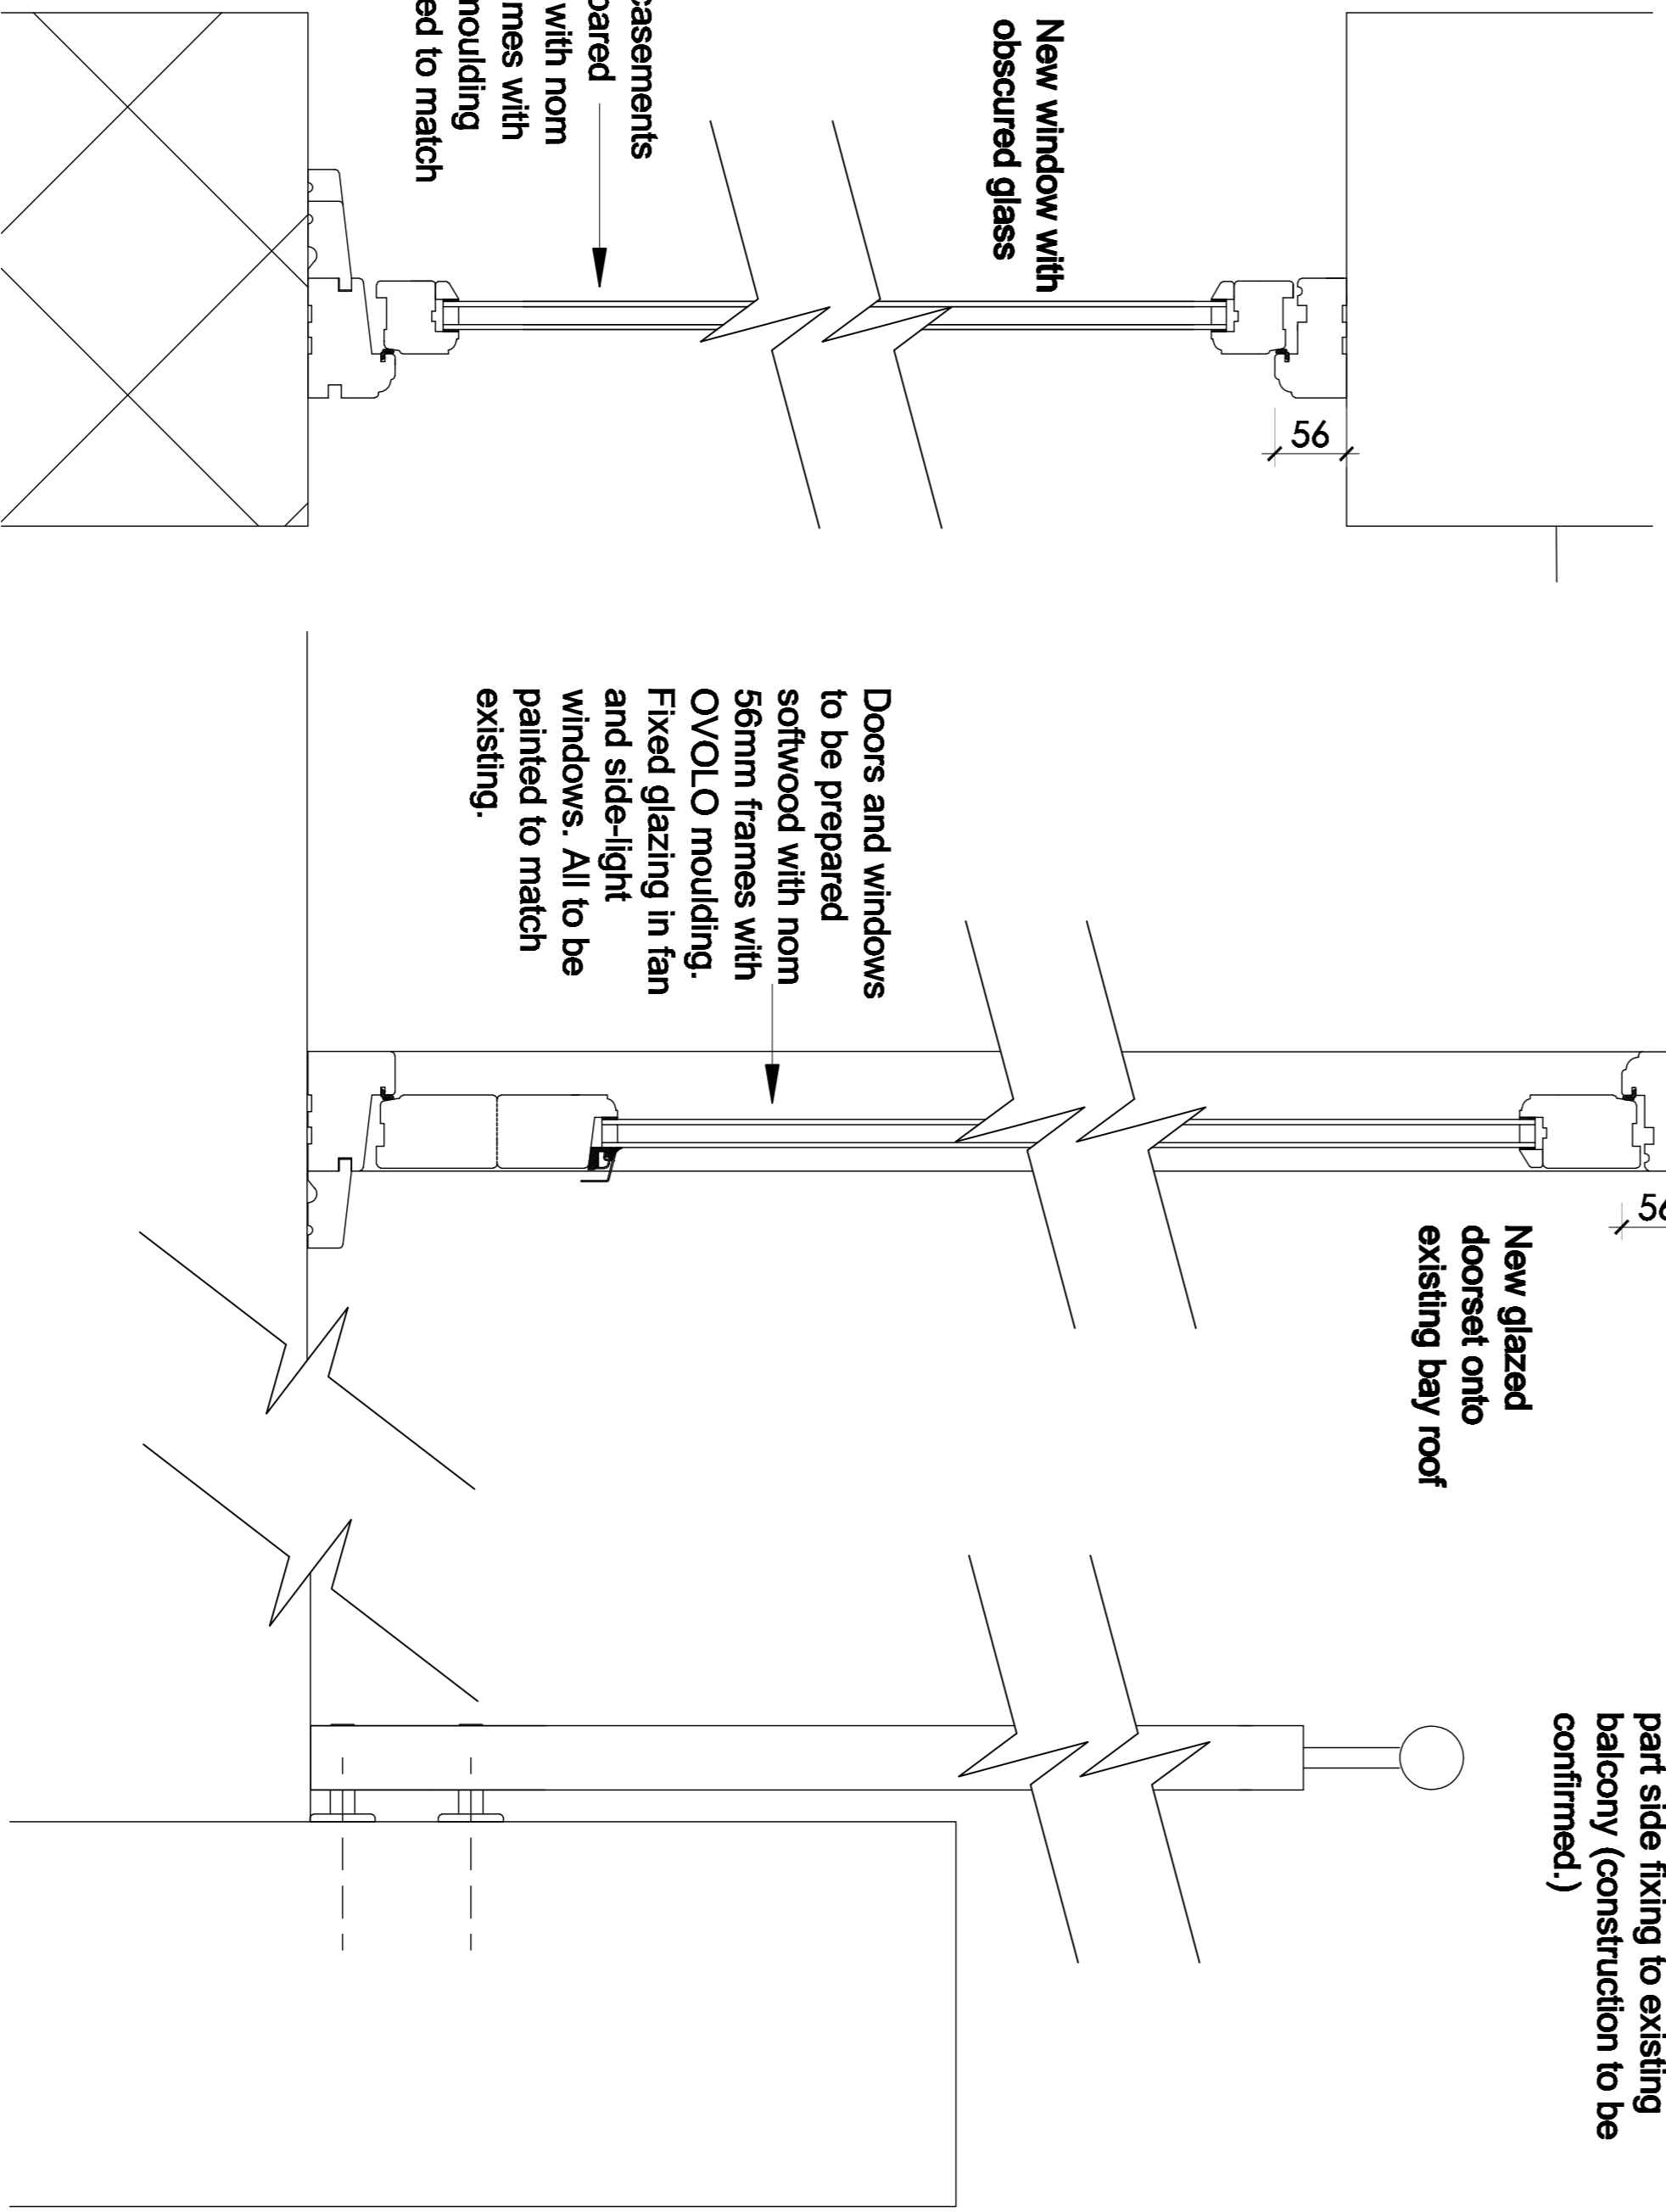 New window with
obscured glass
casements
with nom
mes with
moulding
ed to match
56
Doors and windows
to be prepared
softwood with nom
56mm frames with
OVOLO moulding.
Fixed glazing in fan
and side-light
windows. All to be
painted to match
existing.
56
New glazed
doorset onto
existing bay roof
part side fixing to existing
balcony (construction to be
confirmed.)